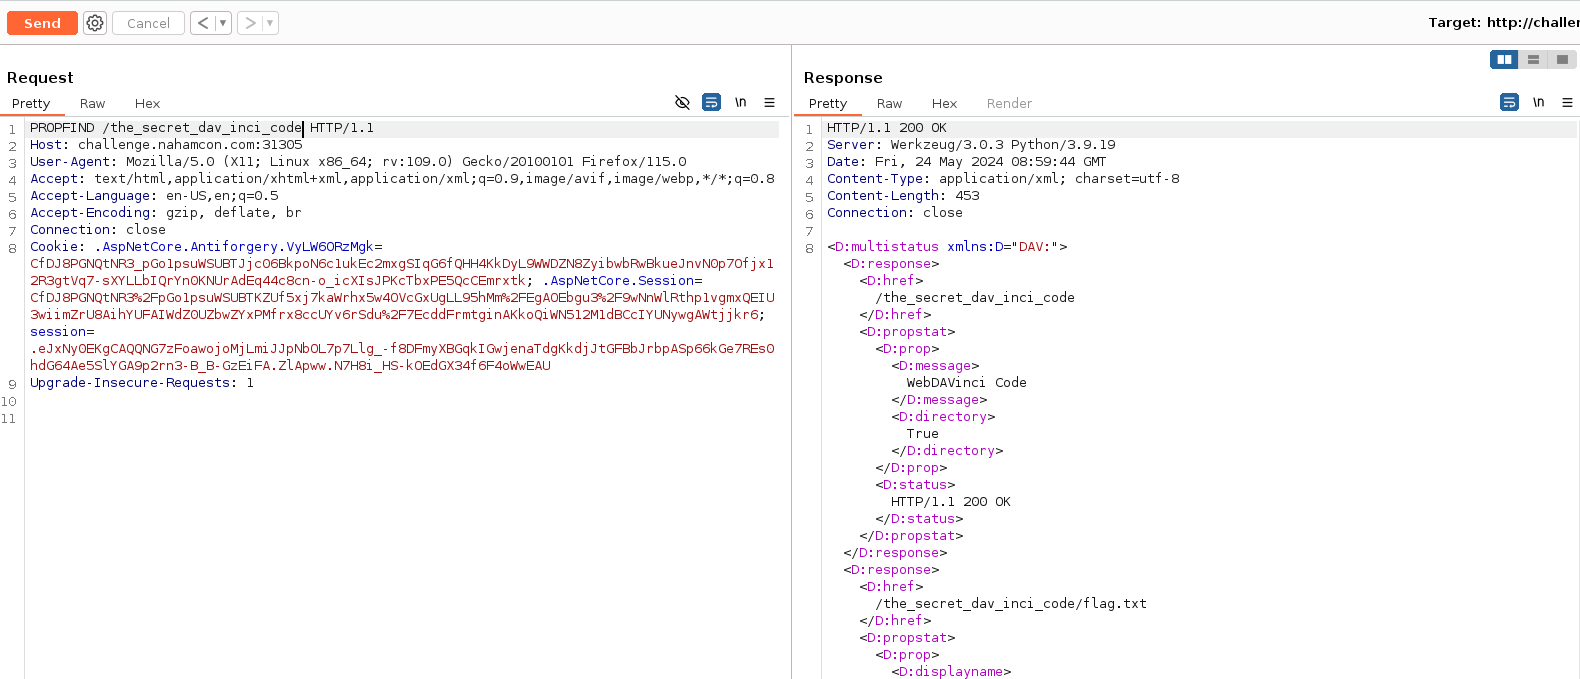 Send Cancel < ▼ > ▼ Target: http://challer
Request
Pretty Raw Hex \n
1 PROPFIND /the_secret_dav_inci_code HTTP/1.1
2 Host: challenge.nahamcon.com:31305
3 User-Agent: Mozilla/5.0 (X11; Linux x86_64; rv:109.0) Gecko/20100101 Firefox/115.0
4 Accept: text/html,application/xhtml+xml,application/xml;q=0.9,image/avif,image/webp,*/*;q=0.8
5 Accept-Language: en-US,en;q=0.5
6 Accept-Encoding: gzip, deflate, br
7 Connection: close
8 Cookie: .AspNetCore.Antiforgery.VyLW6ORzMgk=
CfDJ8PGNQtNR3_pGo1psuWSUBTJjc06BkpoN6c1ukEc2mxgSIqG6fQHH4KkDyL9WWDZN8ZyibwbRwBkueJnvN0p7Ofjx1
2R3gtVq7-sXYLLbIQrYn0KNUrAdEq44c8cn-o_icXIsJPKcTbxPE5QcCEmrxtk; .AspNetCore.Session=
CfDJ8PGNQtNR3%2FpGo1psuWSUBTKZUf5xj7kaWrhx5w4OVcGxUgLL95hMm%2FEgAOEbgu3%2F9wNnWlRthp1vgmxQEIU
3wiimZrU8AihYUFAIWdZ0UZbwZYxPMfrx8ccUYv6rSdu%2F7EcddFrmtginAKkoQiWN512M1dBCcIYUNywgAWtjjkr6;
session=
.eJxNy0EKgCAQQNG7zFoawojoMjLmiJJpNbOL7p7Llg_-f8DFmyXBGqkIGwjenaTdgKkdjJtGFBbJrbpASp66kGe7REs0
hdG64Ae5SlYGA9p2rn3-B_B-GzEiFA.ZlApww.N7H8i_HS-kOEdGX34f6F4oWwEAU
9 Upgrade-Insecure-Requests: 1
10
11
Response
Pretty Raw Hex Render \n
1 HTTP/1.1 200 OK
2 Server: Werkzeug/3.0.3 Python/3.9.19
3 Date: Fri, 24 May 2024 08:59:44 GMT
4 Content-Type: application/xml; charset=utf-8
5 Content-Length: 453
6 Connection: close
7
8 <D:multistatus xmlns:D="DAV:">
<D:response>
<D:href>
/the_secret_dav_inci_code
</D:href>
<D:propstat>
<D:prop>
<D:message>
WebDAVinci Code
</D:message>
<D:directory>
True
</D:directory>
</D:prop>
<D:status>
HTTP/1.1 200 OK
</D:status>
</D:propstat>
</D:response>
<D:response>
<D:href>
/the_secret_dav_inci_code/flag.txt
</D:href>
<D:propstat>
<D:prop>
<D:displayname>